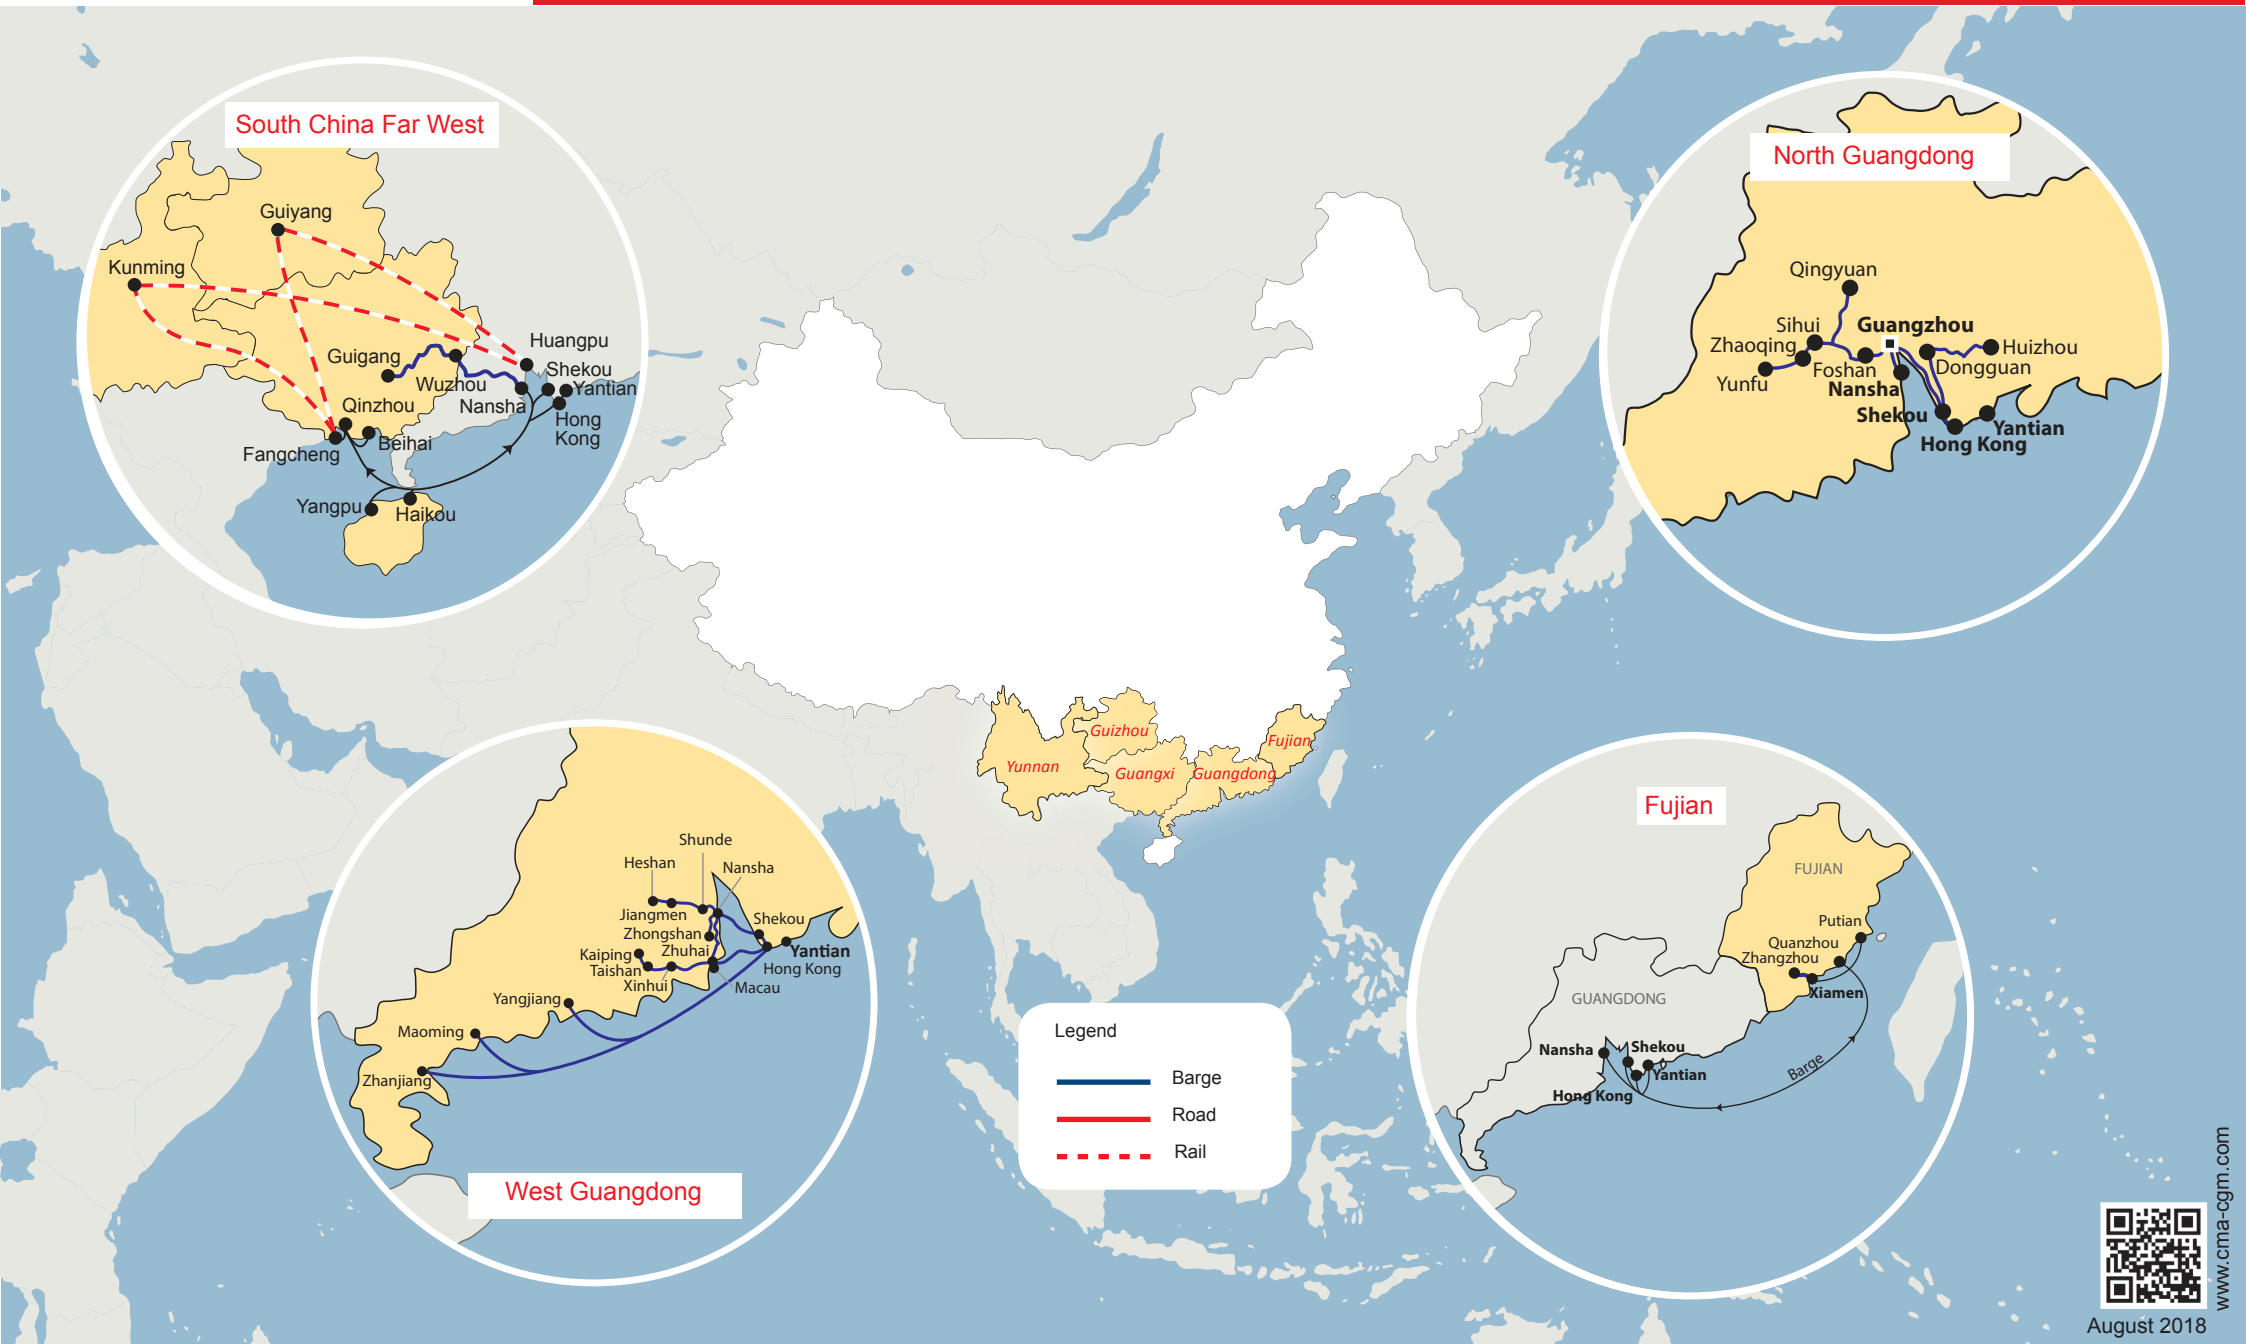 South China Far West
Guiyang
Kunming
Huangpu
Guigang
Shekou
Wuzhou
Yantian
Nansha
Qinzhou
Hong
Kong
Beihai
Fangcheng
Yangpu
Haikou
North Guangdong
Qingyuan
Sihui
Guangzhou
Zhaoqing
Huizhou
Foshan
Dongguan
Yunfu
Nansha
Shekou
Yantian
Hong Kong
Guizhou
Fujian
Yunnan
Guangxi
Guangdong
Shunde
Heshan
Nansha
Jiangmen
Shekou
Zhongshan
Zhuhai
Yantian
Kaiping
Taishan
Hong Kong
Xinhui
Macau
Yangjiang
Maoming
Zhanjiang
West Guangdong
Legend
Barge
Road
Rail
Fujian
FUJIAN
Putian
Quanzhou
Zhangzhou
Xiamen
GUANGDONG
Nansha
Shekou
Yantian
Hong Kong
Barge
www.cma-cgm.com
August 2018